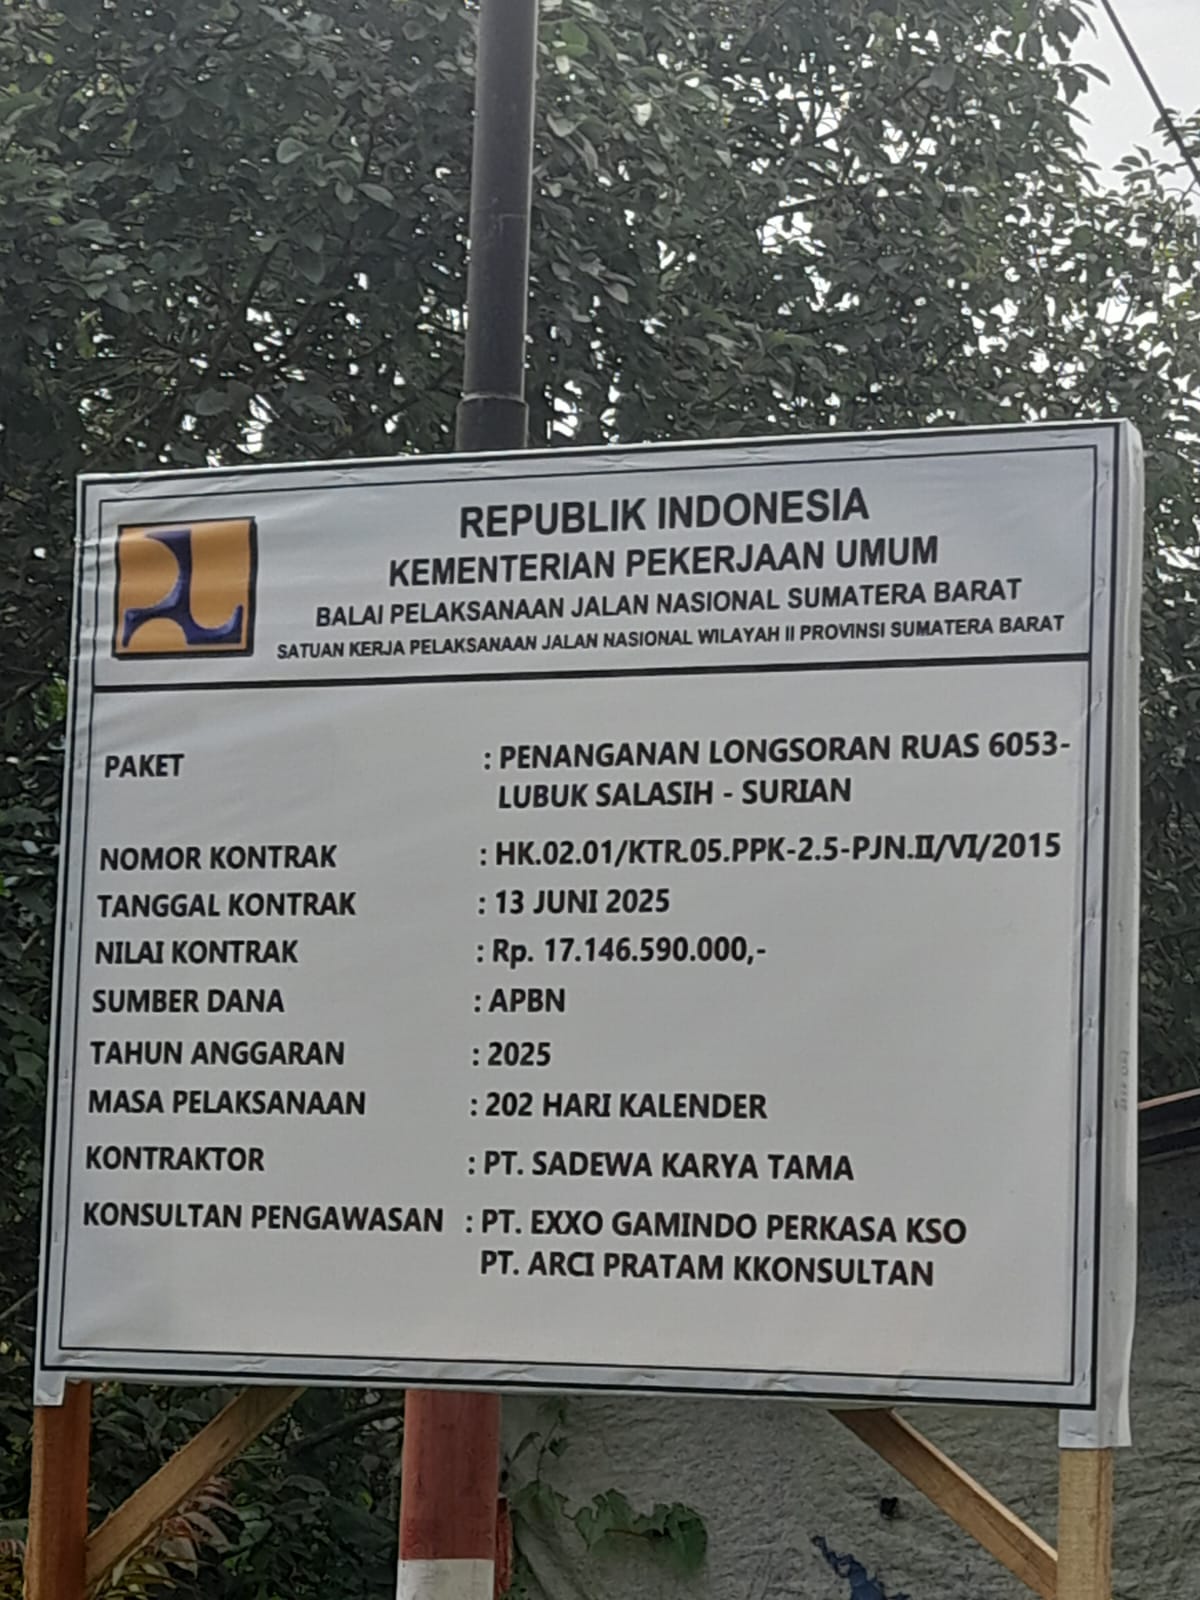 REPUBLIK INDONESIA
KEMENTERIAN PEKERJAAN UMUM
BALAI PELAKSANAAN JALAN NASIONAL SUMATERA BARAT
SATUAN KERJA PELAKSANAAN JALAN NASIONAL WILAYAH II PROVINSI SUMATERA BARAT
PAKET : PENANGANAN LONGSORAN RUAS 6053-
LUBUK SALASIH - SURIAN
NOMOR KONTRAK : HK.02.01/KTR.05.PPK-2.5-PJN.II/VI/2015
TANGGAL KONTRAK : 13 JUNI 2025
NILAI KONTRAK : Rp. 17.146.590.000,-
SUMBER DANA : APBN
TAHUN ANGGARAN : 2025
MASA PELAKSANAAN : 202 HARI KALENDER
KONTRAKTOR : PT. SADEWA KARYA TAMA
KONSULTAN PENGAWASAN : PT. EXXO GAMINDO PERKASA KSO
PT. ARCI PRATAM KKONSULTAN